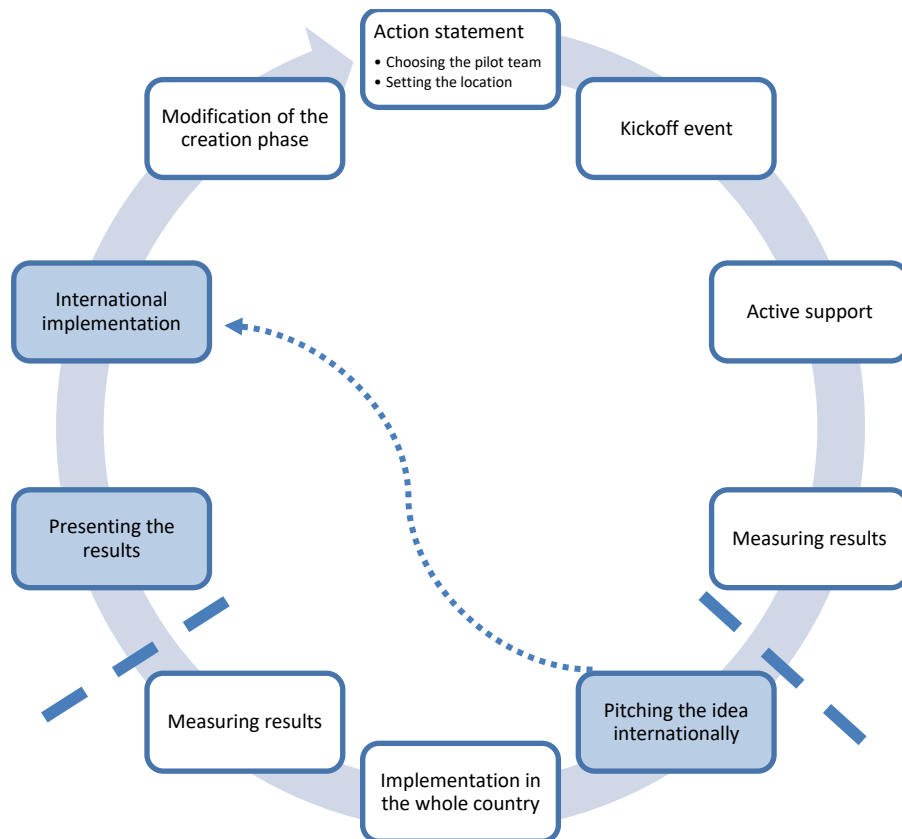 Action statement
• Choosing the pilot team
• Setting the location
Kickoff event
Active support
Measuring results
Pitching the idea
internationally
Implementation in
the whole country
Measuring results
Presenting the
results
International
implementation
Modification of the
creation phase